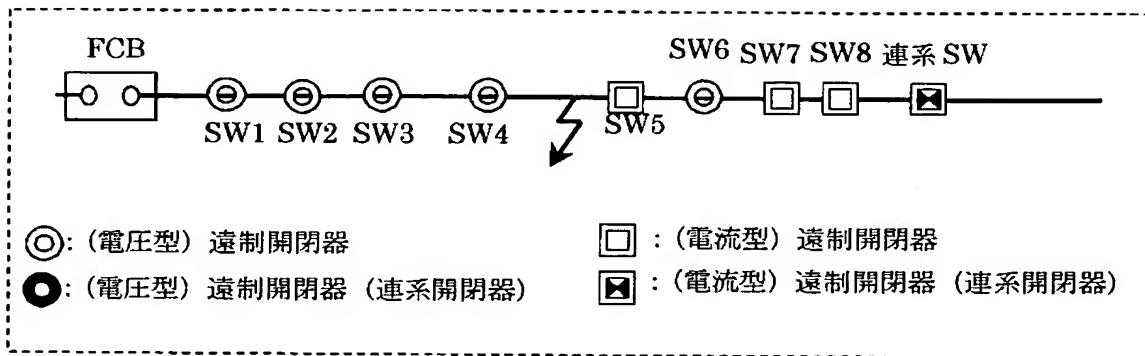 FCB
SW6 SW7 SW8 連系 SW
SW1 SW2 SW3 SW4 SW5
: (電圧型) 遠制開閉器
: (電流型) 遠制開閉器
: (電圧型) 遠制開閉器 (連系開閉器)
: (電流型) 遠制開閉器 (連系開閉器)